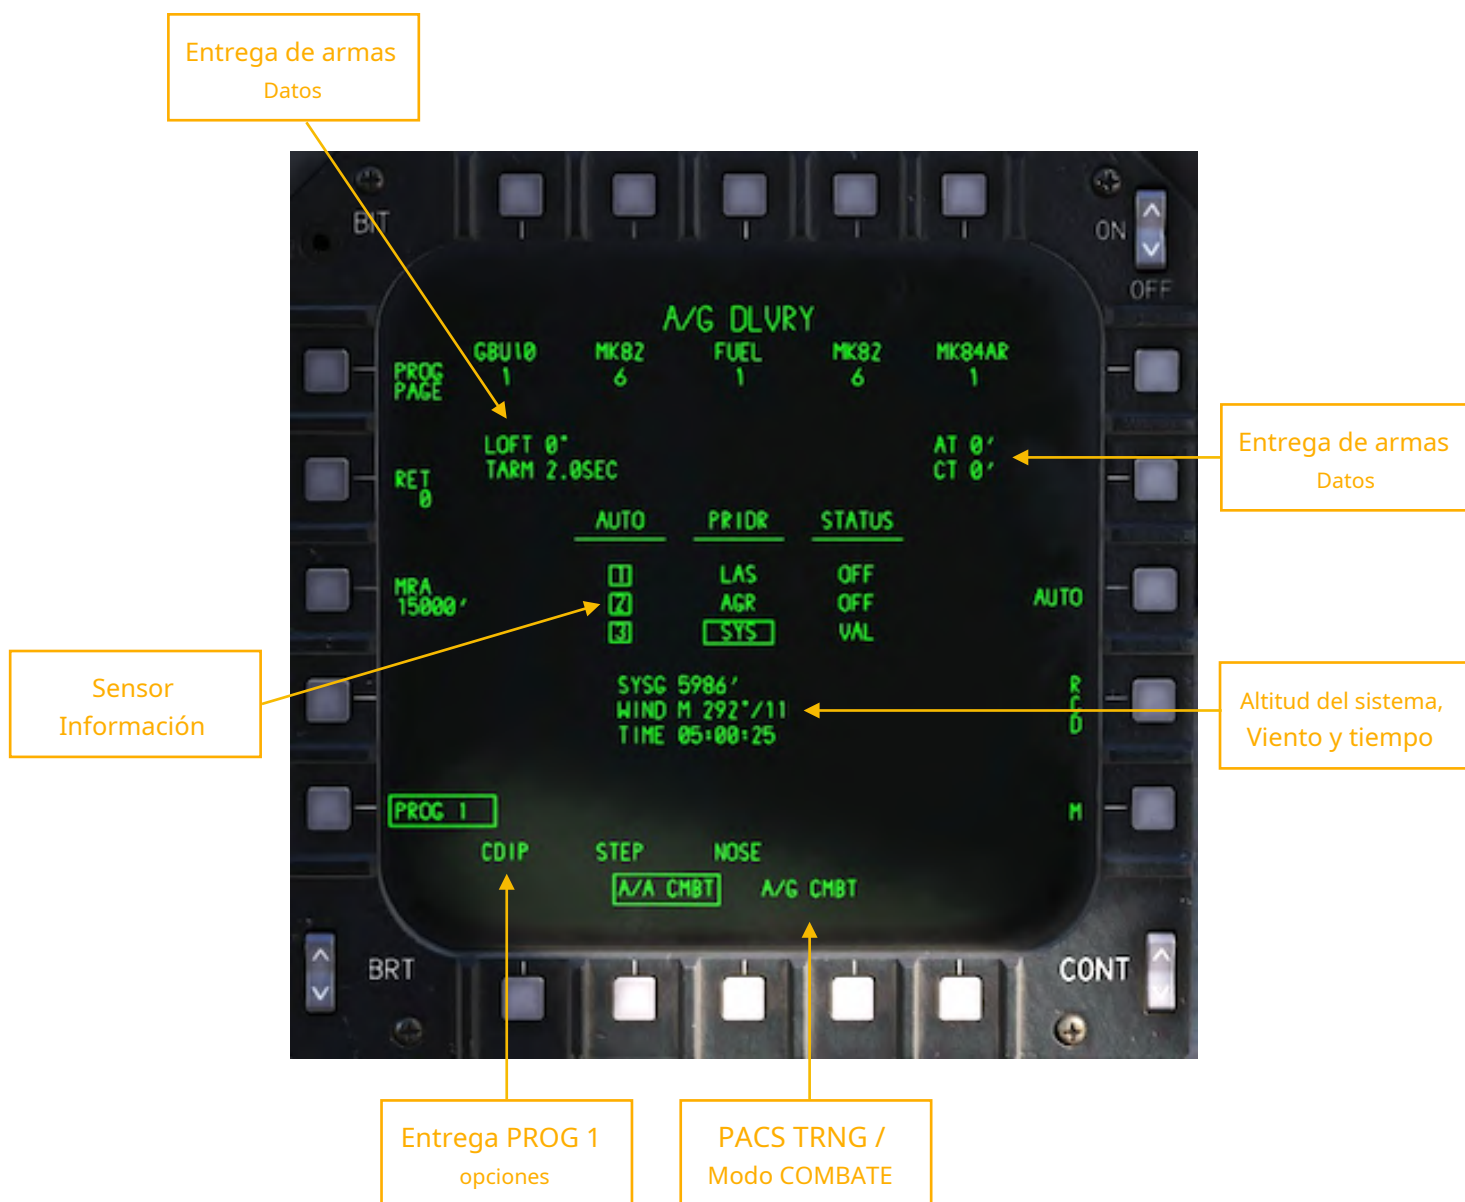 Entrega de armas
Datos
BIT
ON
OFF
A/G DLVRY
GBU10 MK82 FUEL MK82 MK84AR
1 6 1 6 1
PROG
PAGE
LOFT 0°
TARM 2.0SEC
AT 0'
CT 0'
Entrega de armas
Datos
RET
0
AUTO PRIOR STATUS
1 LAS OFF
2 AGR OFF
3 SYS VAL
MRA
15000'
AUTO
Sensor
Información
SYSG 5986'
WIND M 292°/11
TIME 05:00:25
R
C
D
Altitud del sistema,
Viento y tiempo
PROG 1
M
CDIP STEP NOSE
A/A CMBT A/G CMBT
BRT
CONT
Entrega PROG 1
opciones
PACS TRNG /
Modo COMBATE